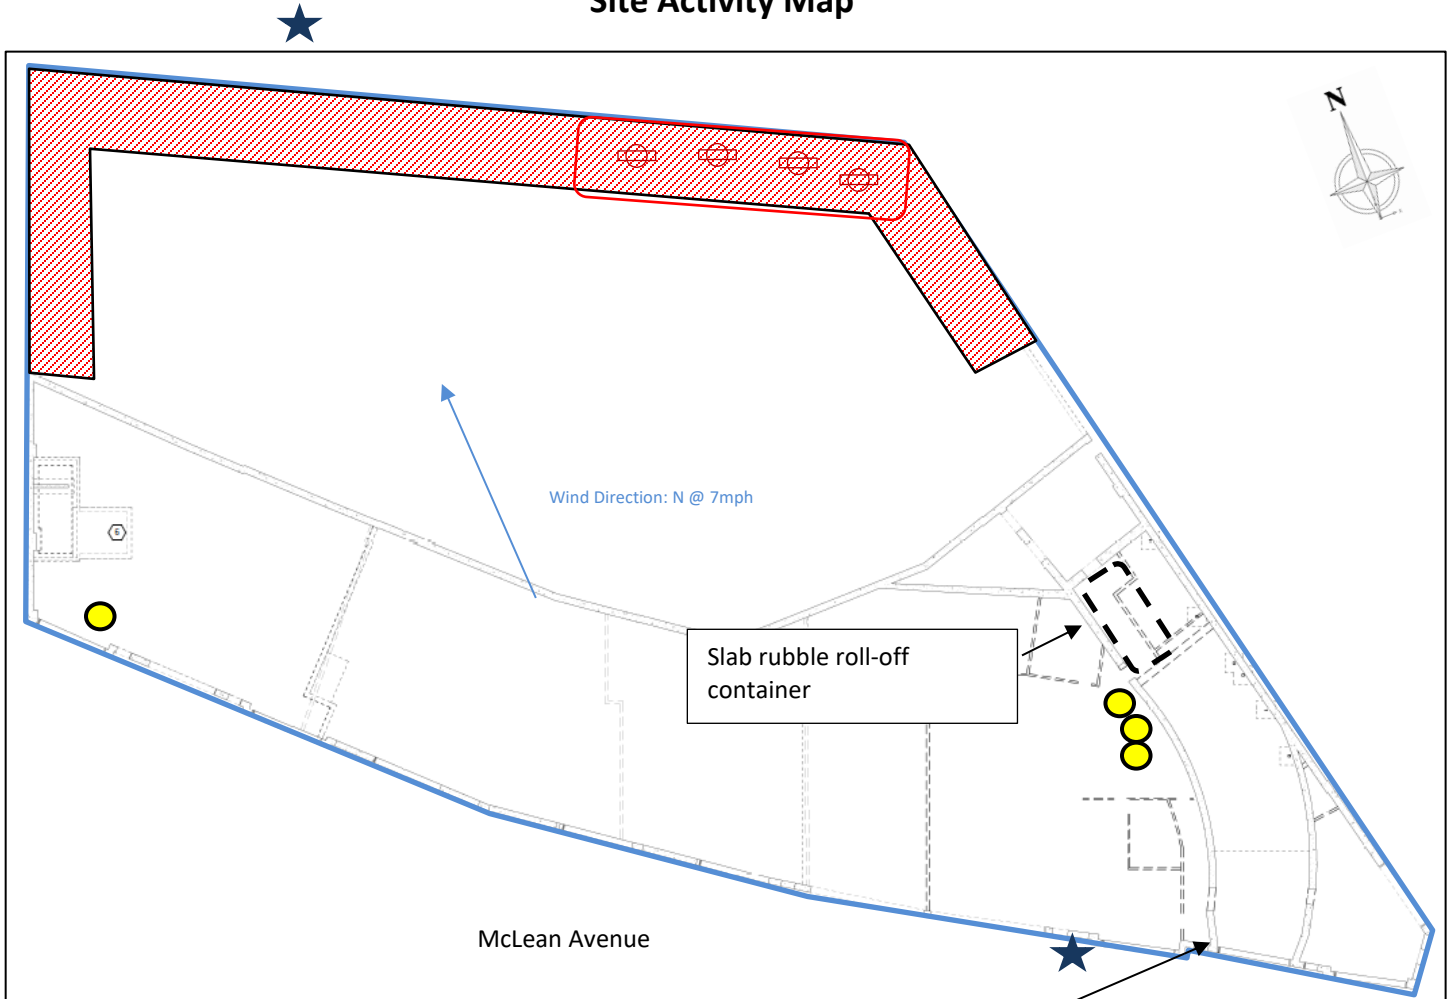 Site Activity Map
N
Wind Direction: N @ 7mph
Slab rubble roll-off
container
McLean Avenue